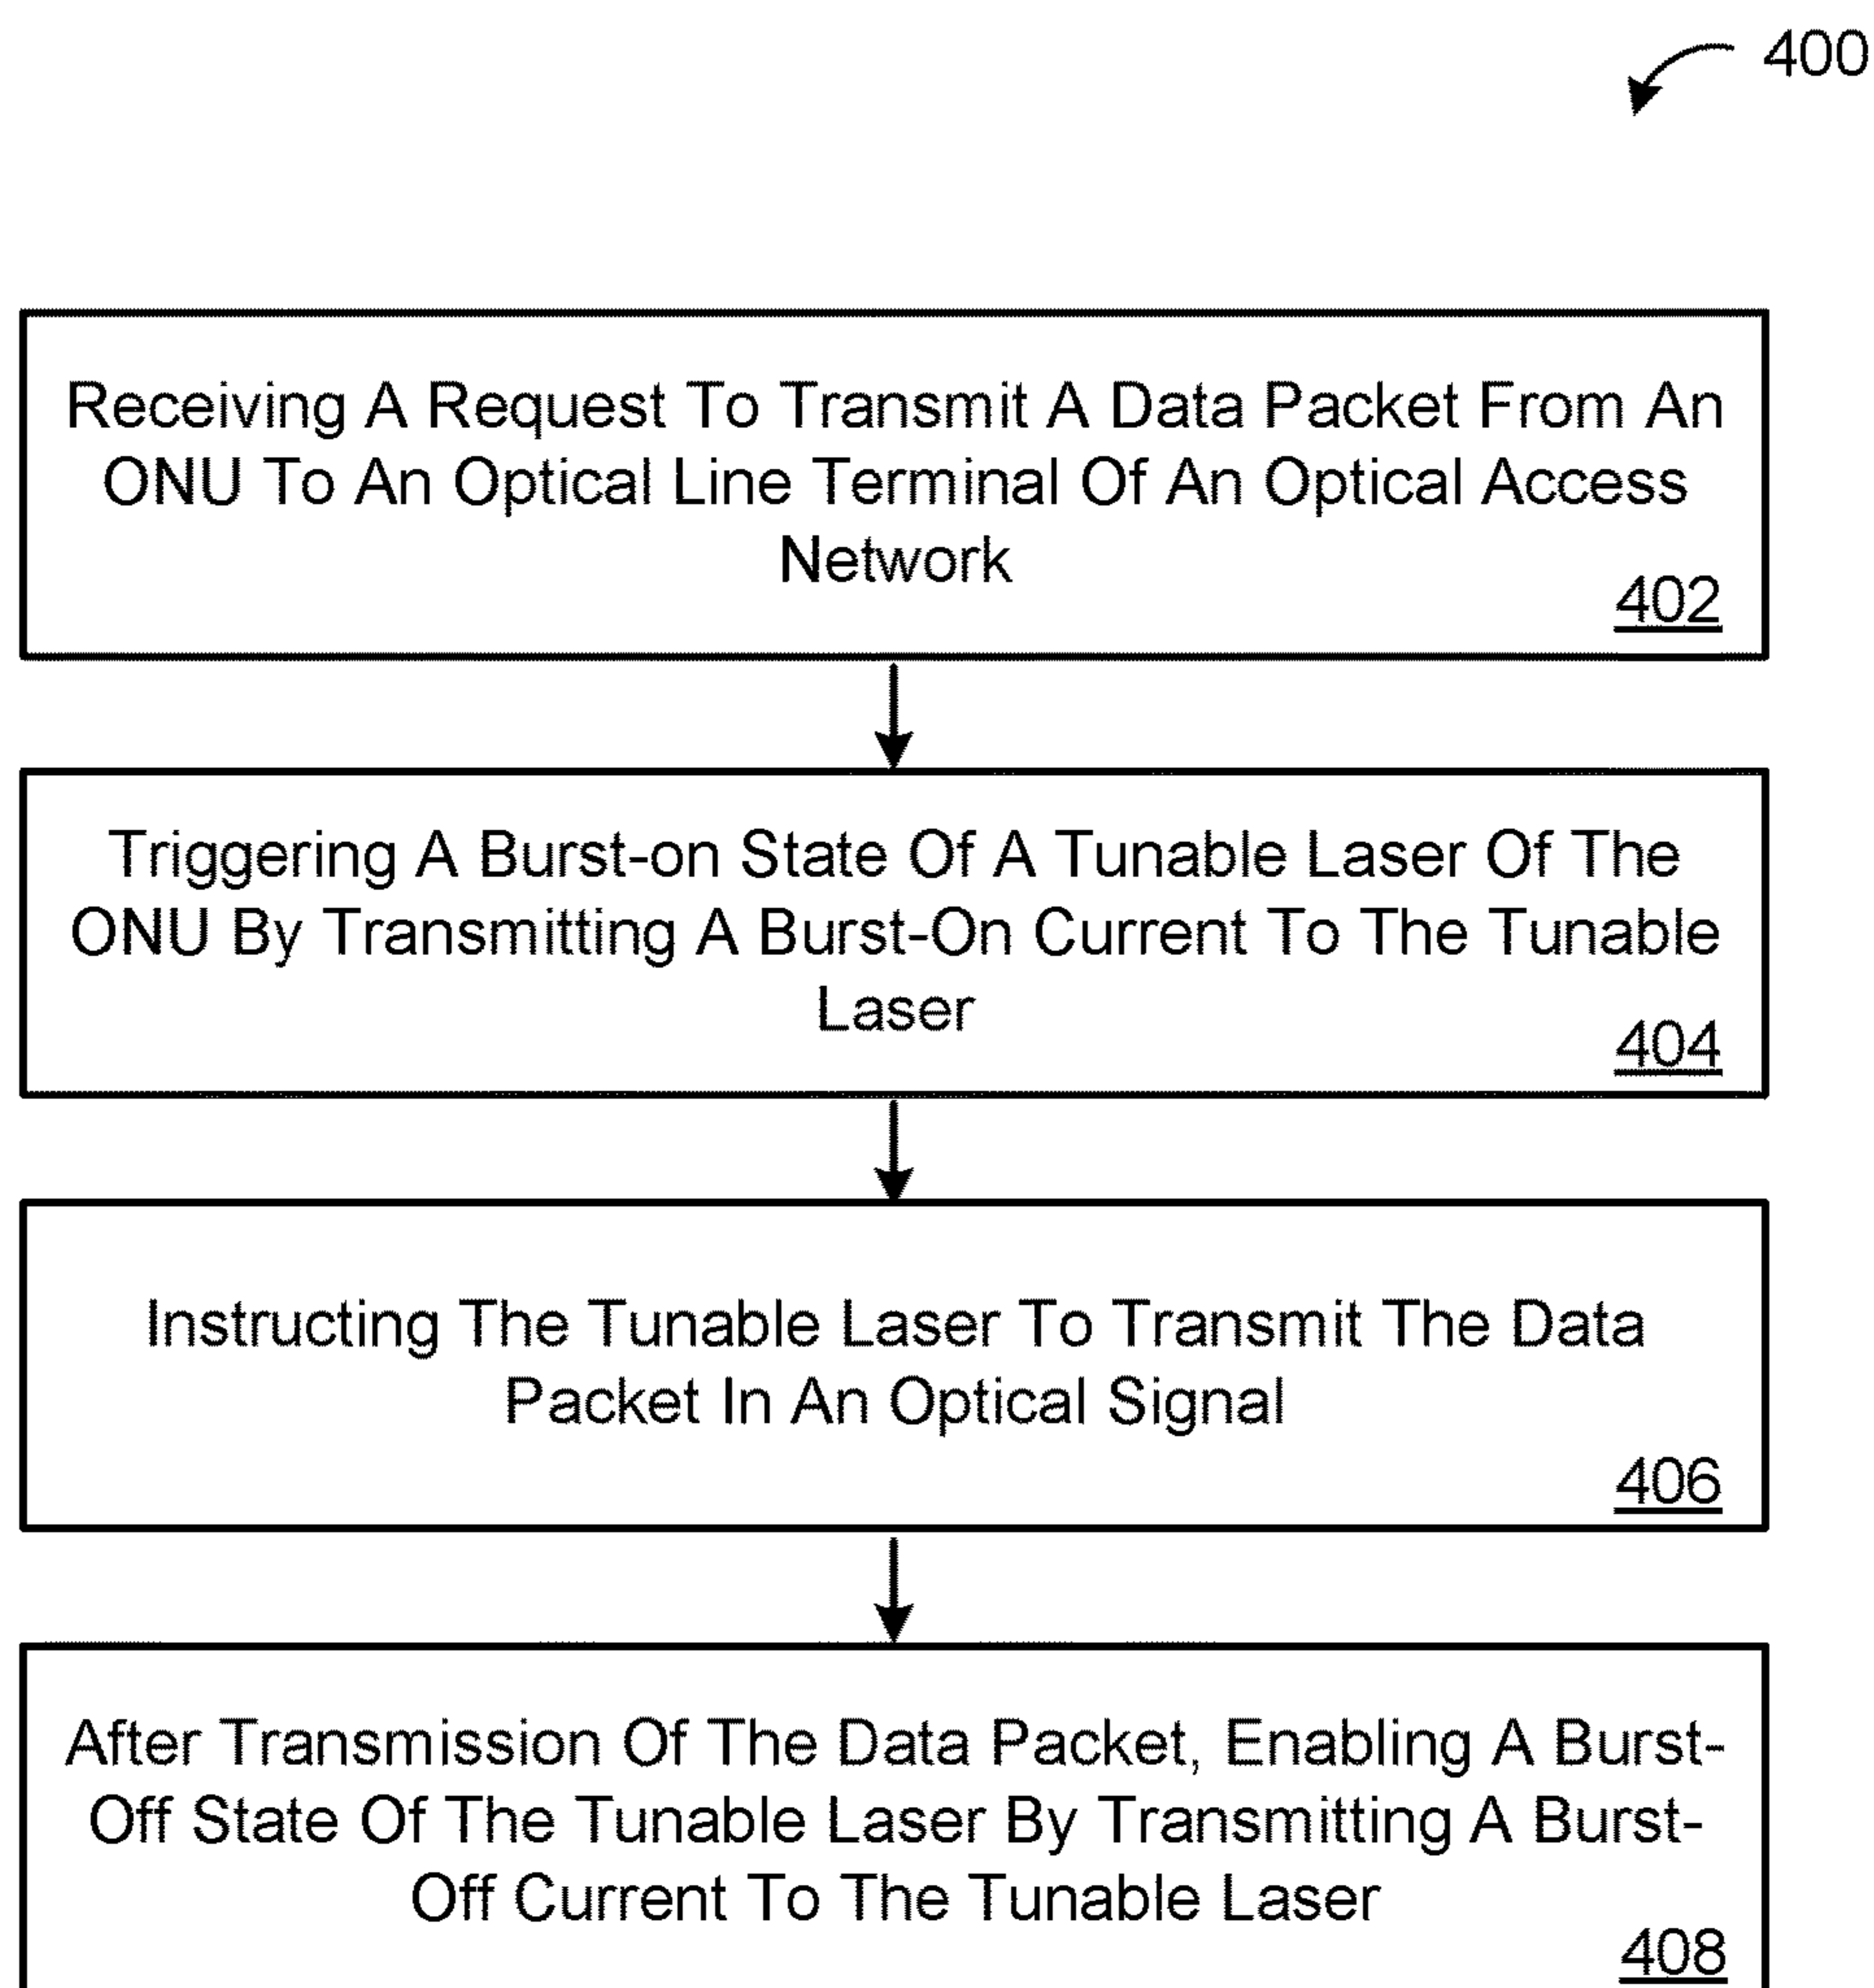 400
Receiving A Request To Transmit A Data Packet From An
ONU To An Optical Line Terminal Of An Optical Access
Network
402
Triggering A Burst-on State Of A Tunable Laser Of The
ONU By Transmitting A Burst-On Current To The Tunable
Laser
404
Instructing The Tunable Laser To Transmit The Data
Packet In An Optical Signal
406
After Transmission Of The Data Packet, Enabling A Burst-
Off State Of The Tunable Laser By Transmitting A Burst-
Off Current To The Tunable Laser
408